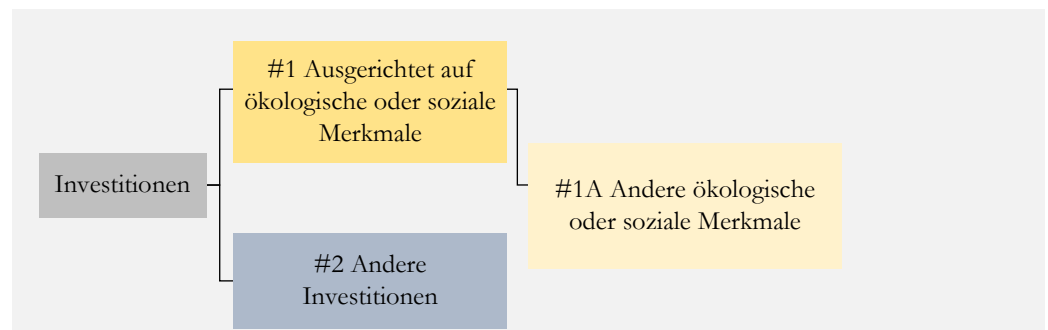 #1 Ausgerichtet auf
ökologische oder soziale
Merkmale
Investitionen
#1A Andere ökologische
oder soziale Merkmale
#2 Andere
Investitionen